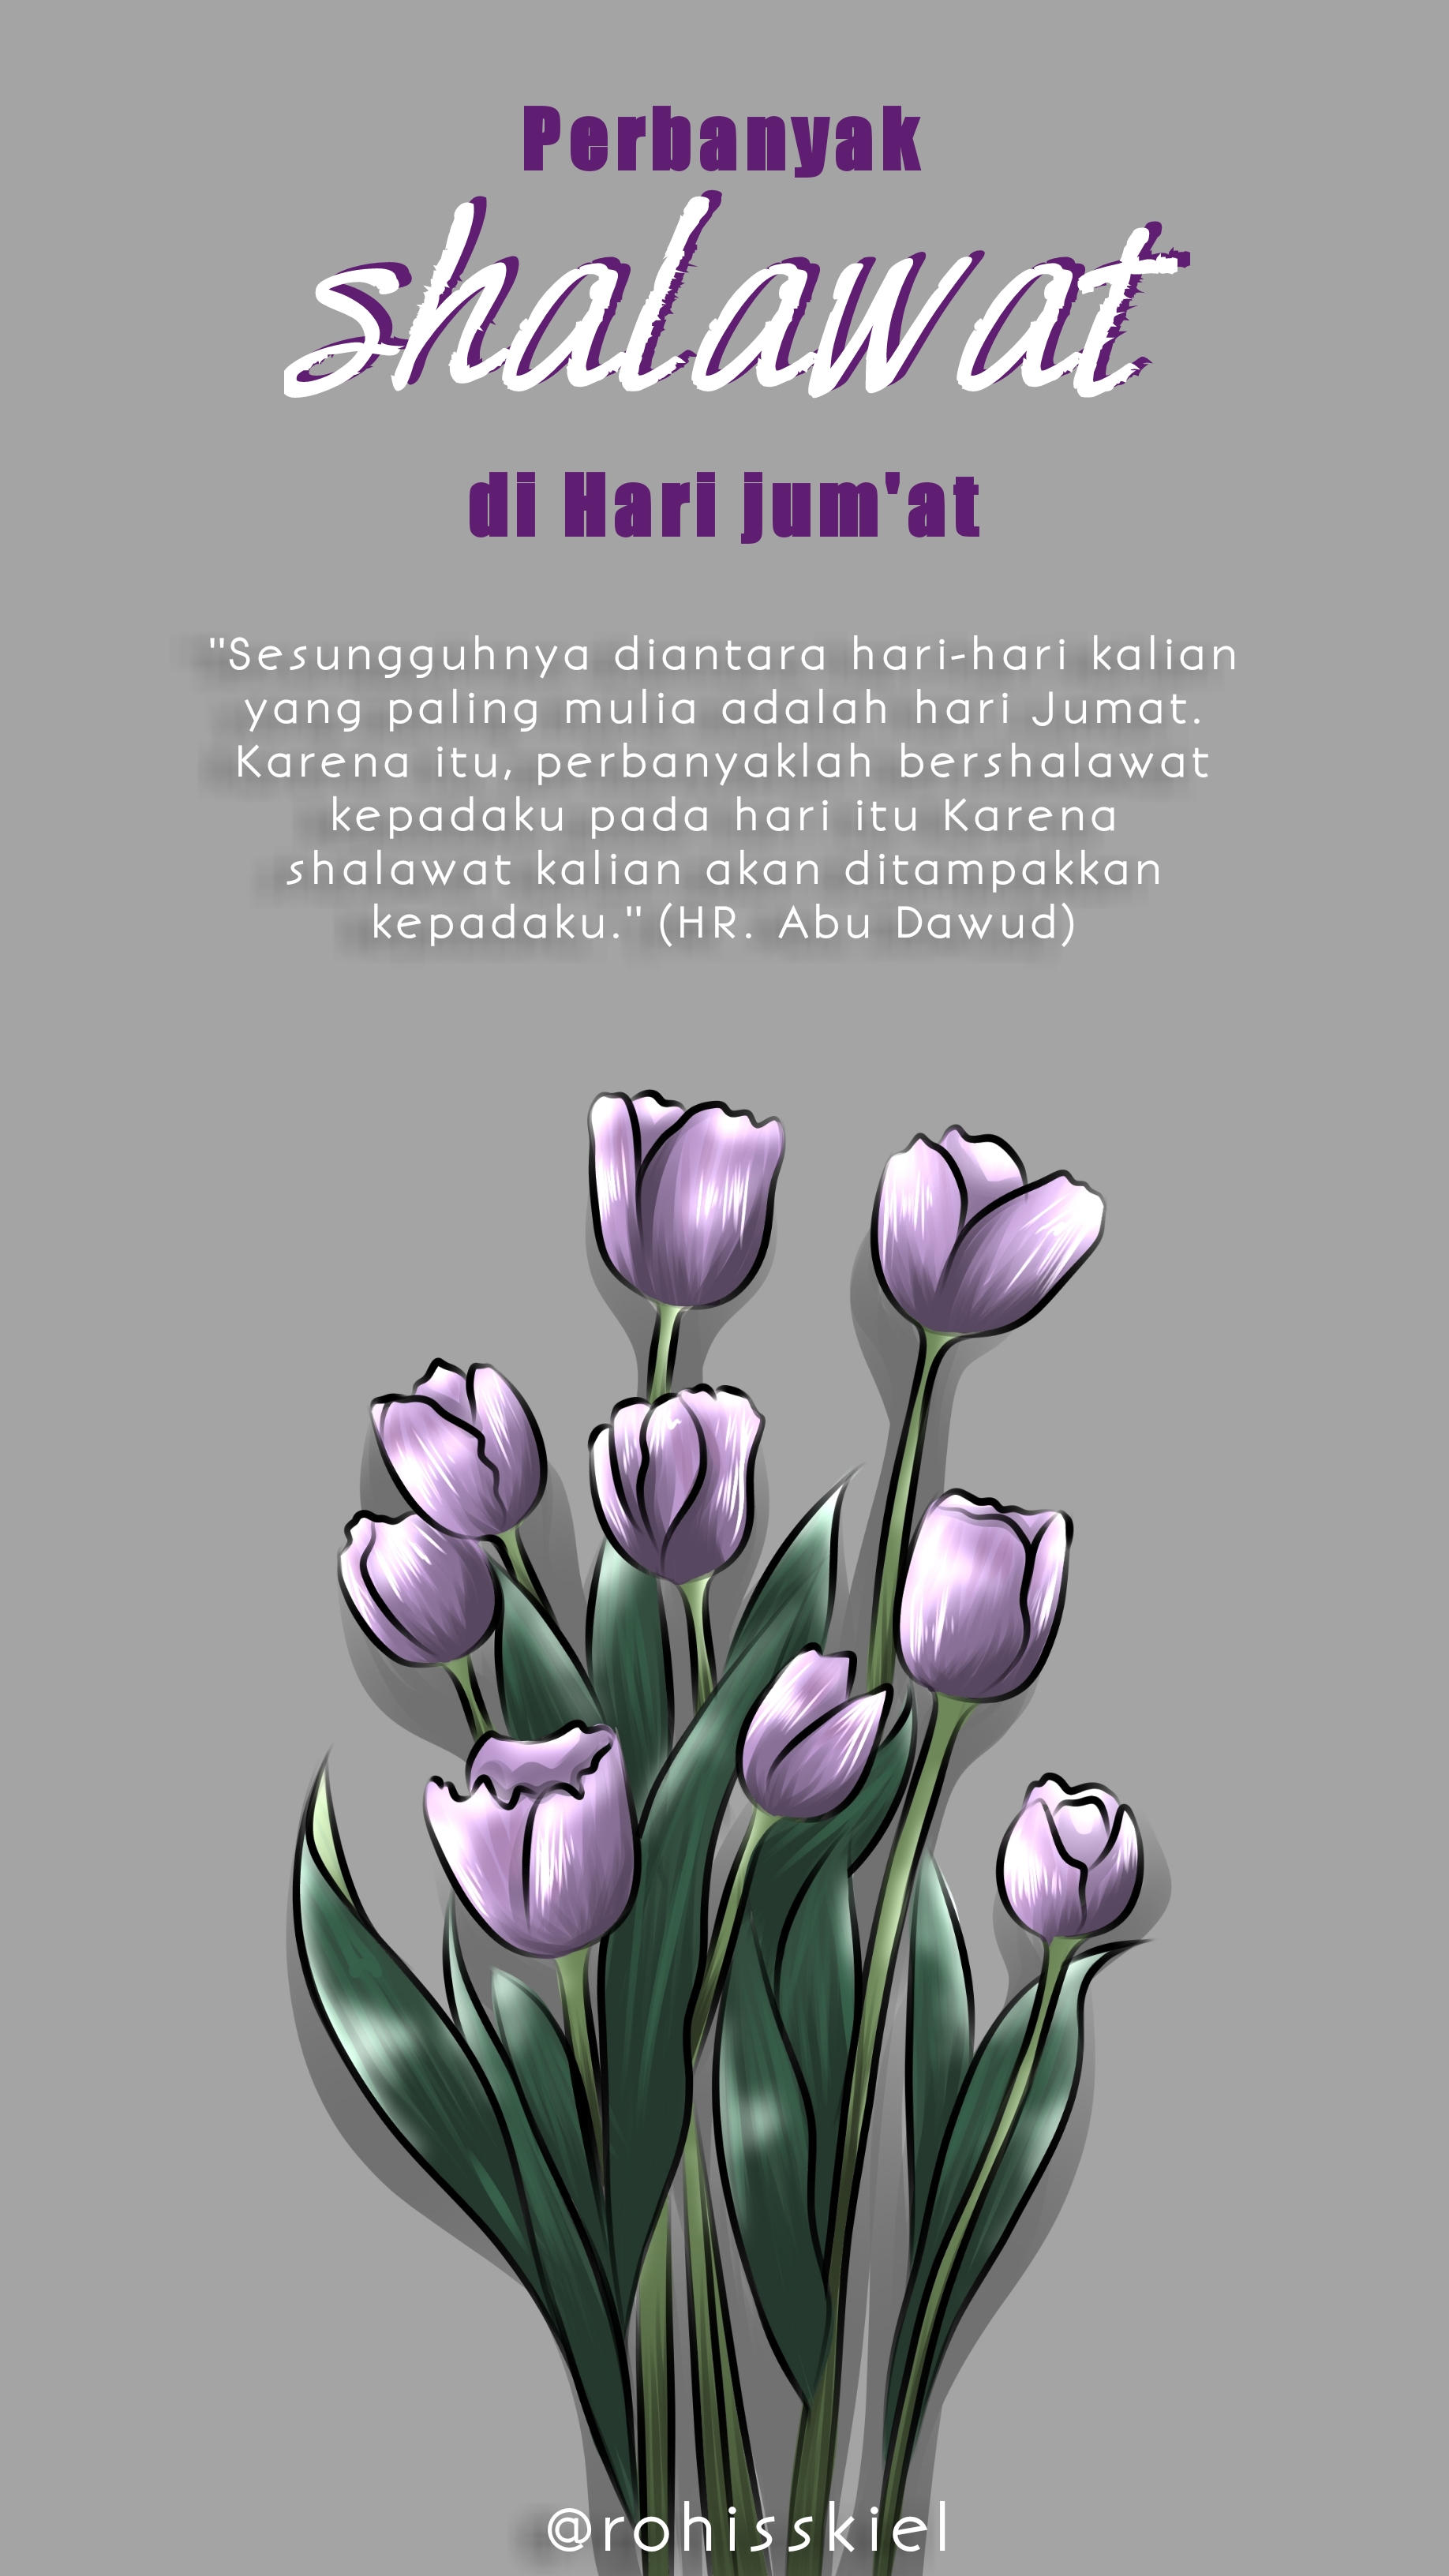 Perbanyak
shalawat
di Hari jum'at
"Sesungguhnya diantara hari-hari kalian
yang paling mulia adalah hari Jumat.
Karena itu, perbanyaklah bershalawat
kepadaku pada hari itu Karena
shalawat kalian akan ditampakkan
kepadaku." (HR. Abu Dawud)
@rohisskiel